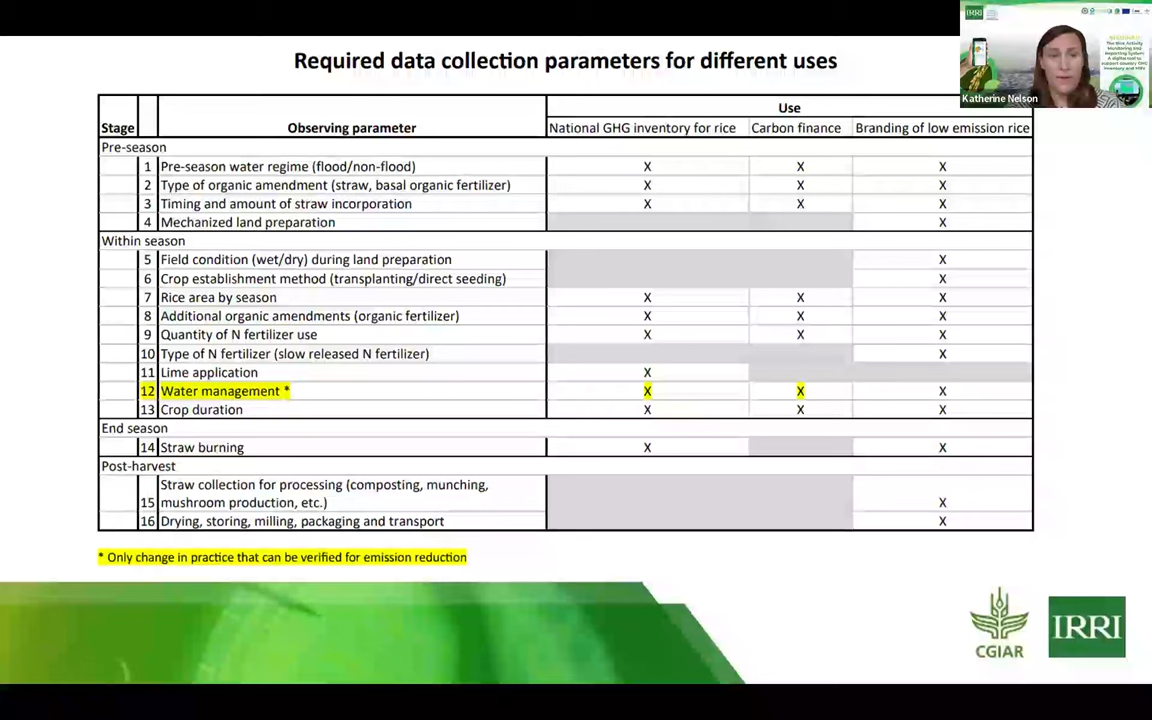 IRRI
Katherine Nelson
Required data collection parameters for different uses
Use
Stage Observing parameter National GHG inventory for rice Carbon finance Branding of low emission rice
Pre-season
1 Pre-season water regime (flood/non-flood) X X X
2 Type of organic amendment (straw, basal organic fertilizer) X X X
3 Timing and amount of straw incorporation X X X
4 Mechanized land preparation X
Within season
5 Field condition (wet/dry) during land preparation X
6 Crop establishment method (transplanting/direct seeding) X
7 Rice area by season X X X
8 Additional organic amendments (organic fertilizer) X X X
9 Quantity of N fertilizer use X X X
10 Type of N fertilizer (slow released N fertilizer) X
11 Lime application X
12 Water management * X X X
13 Crop duration X X X
End season
14 Straw burning X X
Post-harvest
Straw collection for processing (composting, munching,
15 mushroom production, etc.) X
16 Drying, storing, milling, packaging and transport X
* Only change in practice that can be verified for emission reduction
CGIAR
IRRI